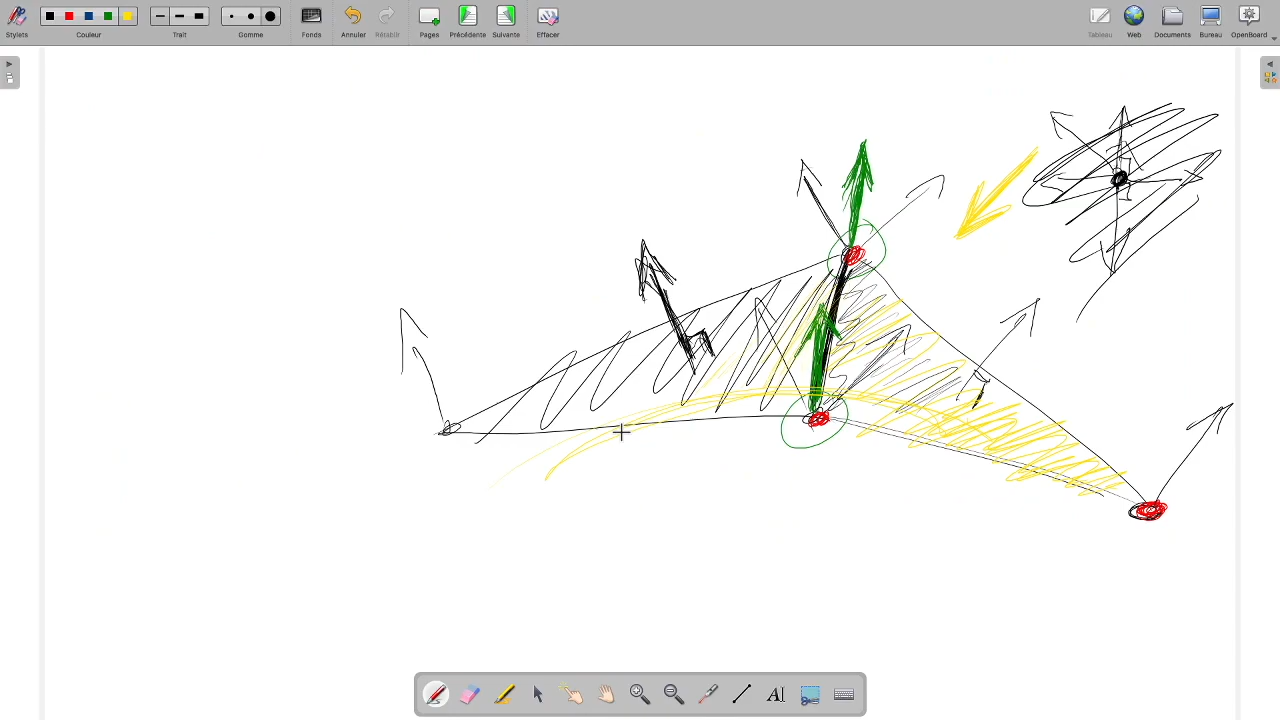 Stylets Couleur Trait Gomme Fonds Annuler Rétablir Pages Précédente Suivante Effacer Tableau Web Documents Bureau OpenBoard